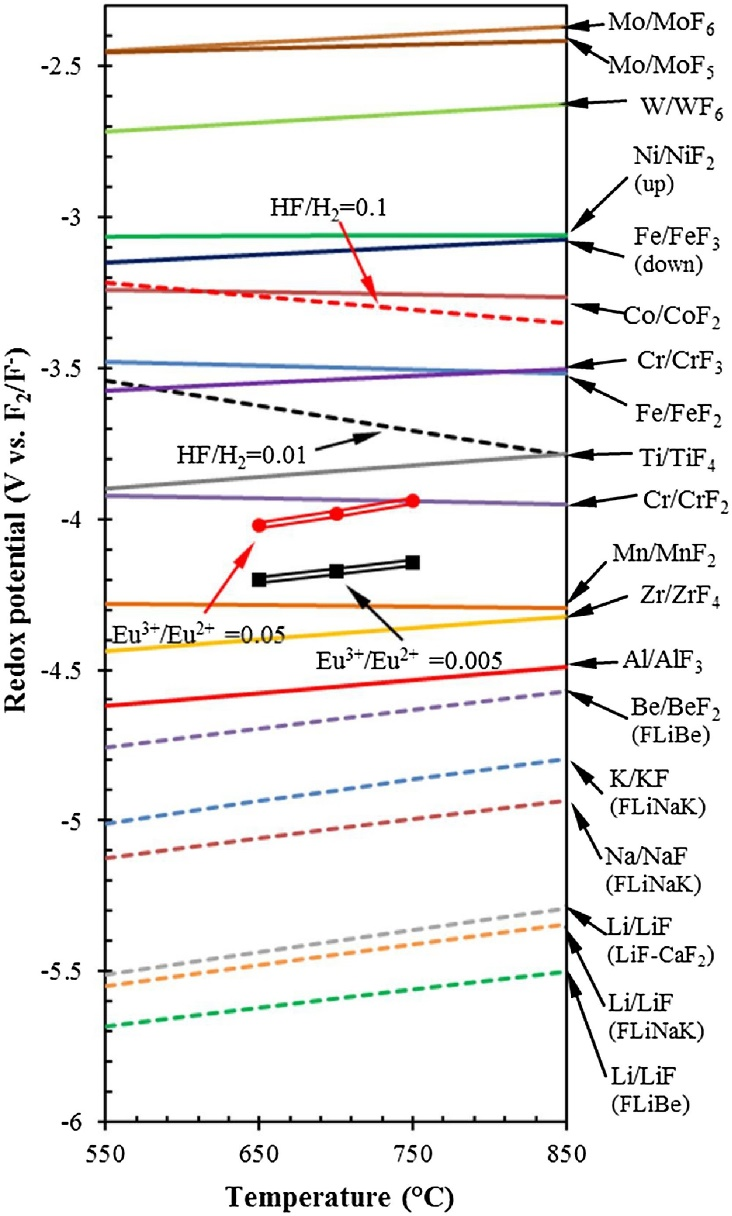 Mo/MoF₆
-2.5
Mo/MoF₅
W/WF₆
Ni/NiF₂
(up)
HF/H₂=0.1
-3
Fe/FeF₃
(down)
Co/CoF₂
Cr/CrF₃
-3.5
Fe/FeF₂
HF/H₂=0.01
Ti/TiF₄
Cr/CrF₂
-4
Mn/MnF₂
Zr/ZrF₄
Eu³⁺/Eu²⁺ =0.05
Eu³⁺/Eu²⁺ =0.005
Al/AlF₃
-4.5
Be/BeF₂
(FLiBe)
K/KF
(FLiNaK)
-5
Na/NaF
(FLiNaK)
Li/LiF
(LiF-CaF₂)
-5.5
Li/LiF
(FLiNaK)
Li/LiF
(FLiBe)
-6
550 650 750 850
Temperature (°C)
Redox potential (V vs. F₂/F⁻)